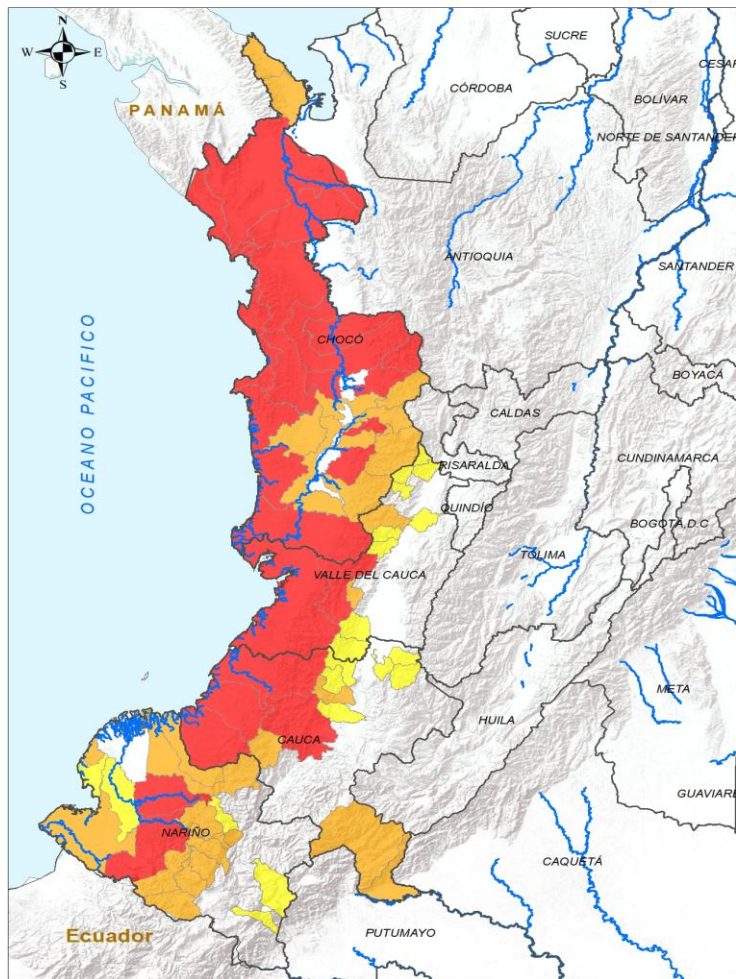 N
W E
S
PANAMÁ
SUCRE
CESAR
CÓRDOBA
BOLÍVAR
NORTE DE SANTANDER
ANTIOQUIA
SANTANDER
OCEANO PACIFICO
CHOCÓ
BOYACÁ
CALDAS
CUNDINAMARCA
RISARALDA
QUINDÍO
BOGOTÁ, D.C
TOLIMA
VALLE DEL CAUCA
META
HUILA
CAUCA
GUAVIARE
NARIÑO
CAQUETÁ
Ecuador
PUTUMAYO